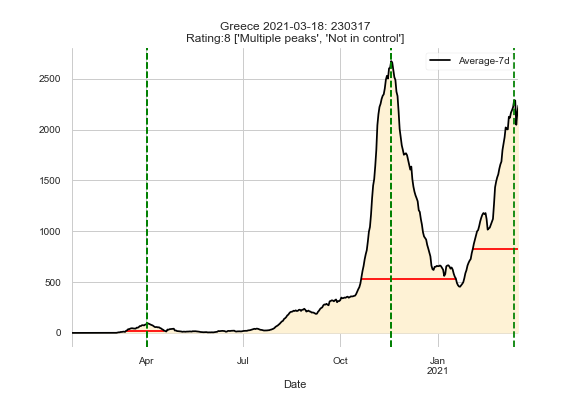 Greece 2021-03-18: 230317
Rating:8 ['Multiple peaks', 'Not in control']
Average-7d
2500
2000
1500
1000
500
0
Apr
Jul
Oct
Jan
2021
Date